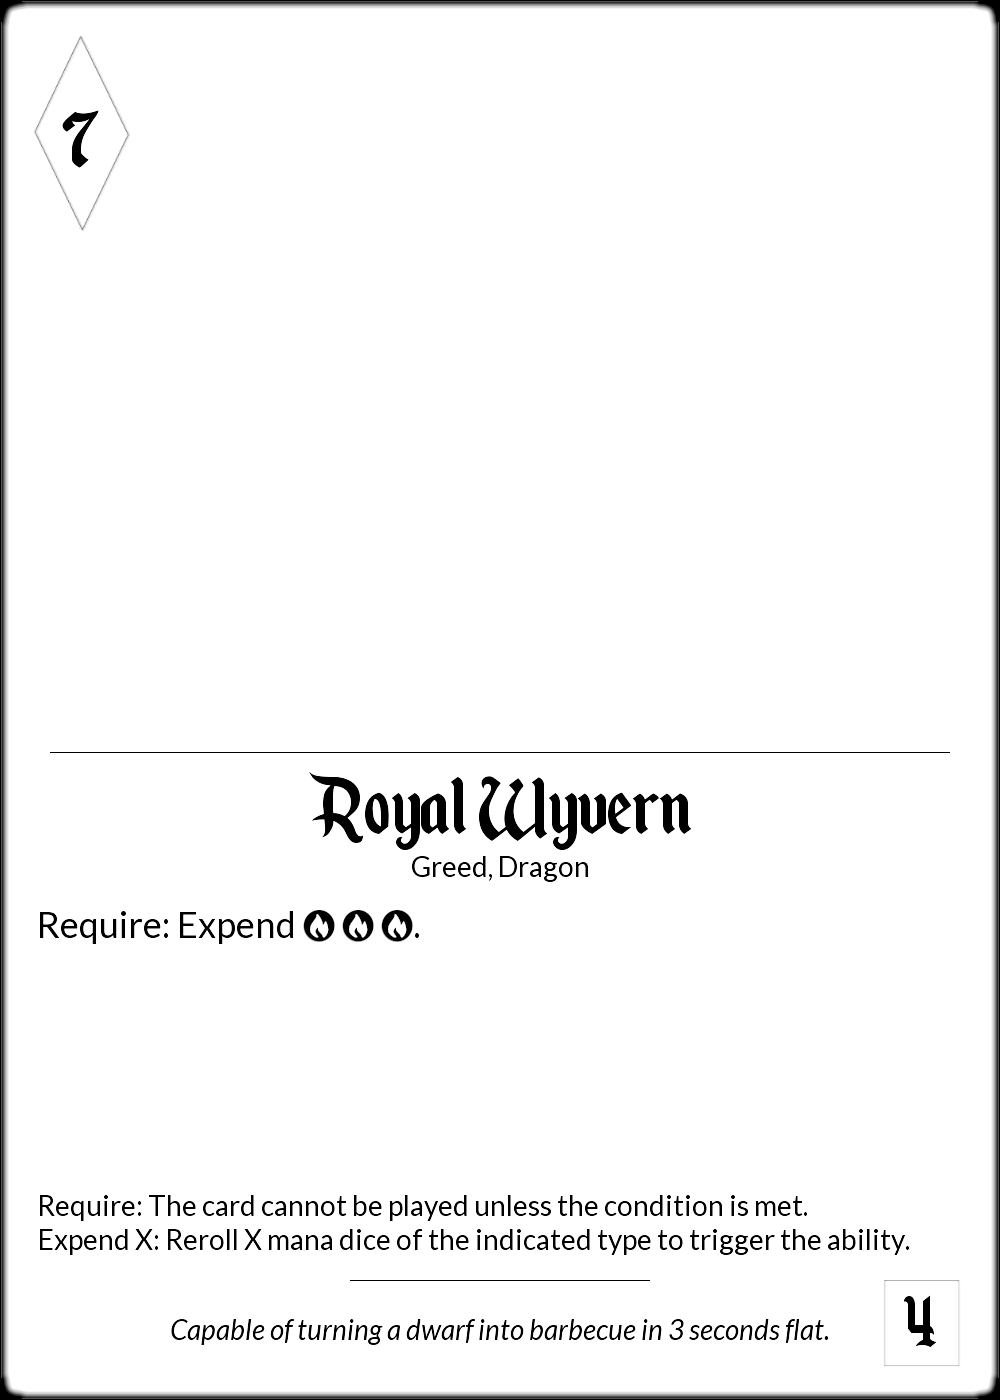 7
Royal Wyvern
Greed, Dragon
Require: Expend 🔥🔥🔥.
Require: The card cannot be played unless the condition is met.
Expend X: Reroll X mana dice of the indicated type to trigger the ability.
Capable of turning a dwarf into barbecue in 3 seconds flat.
4